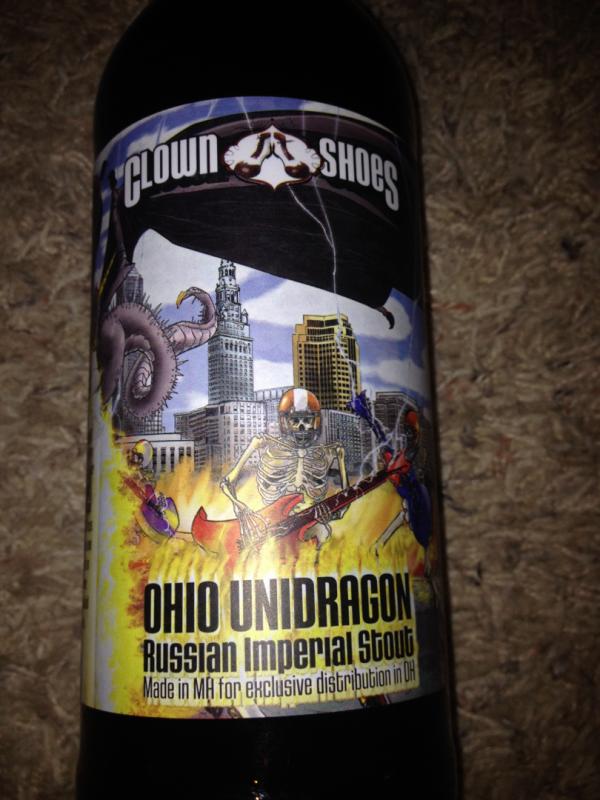 CLOWN SHOES
OHIO UNIDRAGON
Russian Imperial Stout
Made in MA for exclusive distribution in OH